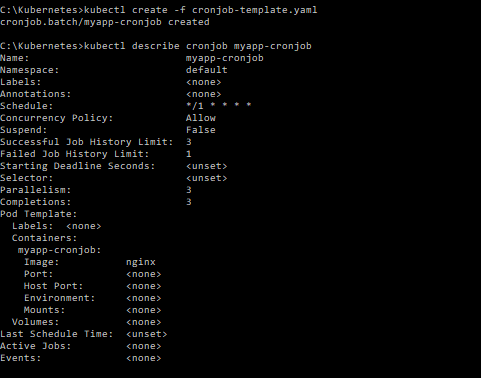 C:\Kubernetes>kubectl create -f cronjob-template.yaml
cronjob.batch/myapp-cronjob created
C:\Kubernetes>kubectl describe cronjob myapp-cronjob
Name:                          myapp-cronjob
Namespace:                     default
Labels:                        <none>
Annotations:                   <none>
Schedule:                      */1 * * * *
Concurrency Policy:            Allow
Suspend:                       False
Successful Job History Limit:  3
Failed Job History Limit:      1
Starting Deadline Seconds:     <unset>
Selector:                      <unset>
Parallelism:                   3
Completions:                   3
Pod Template:
  Labels:  <none>
  Containers:
   myapp-cronjob:
    Image:           nginx
    Port:            <none>
    Host Port:       <none>
    Environment:     <none>
    Mounts:          <none>
  Volumes:           <none>
Last Schedule Time:  <unset>
Active Jobs:         <none>
Events:              <none>